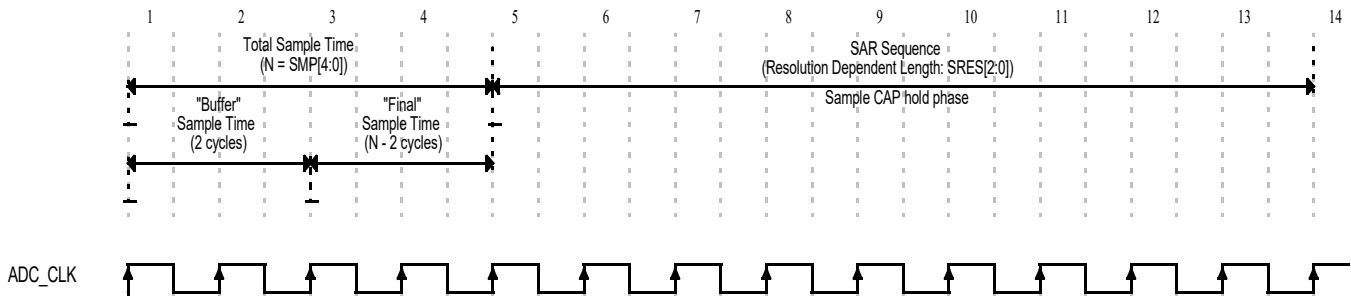 1 2 3 4 5 6 7 8 9 10 11 12 13 14
Total Sample Time
(N = SMP[4:0])
SAR Sequence
(Resolution Dependent Length: SRES[2:0])
Sample CAP hold phase
"Buffer"
Sample Time
(2 cycles)
"Final"
Sample Time
(N - 2 cycles)
ADC_CLK